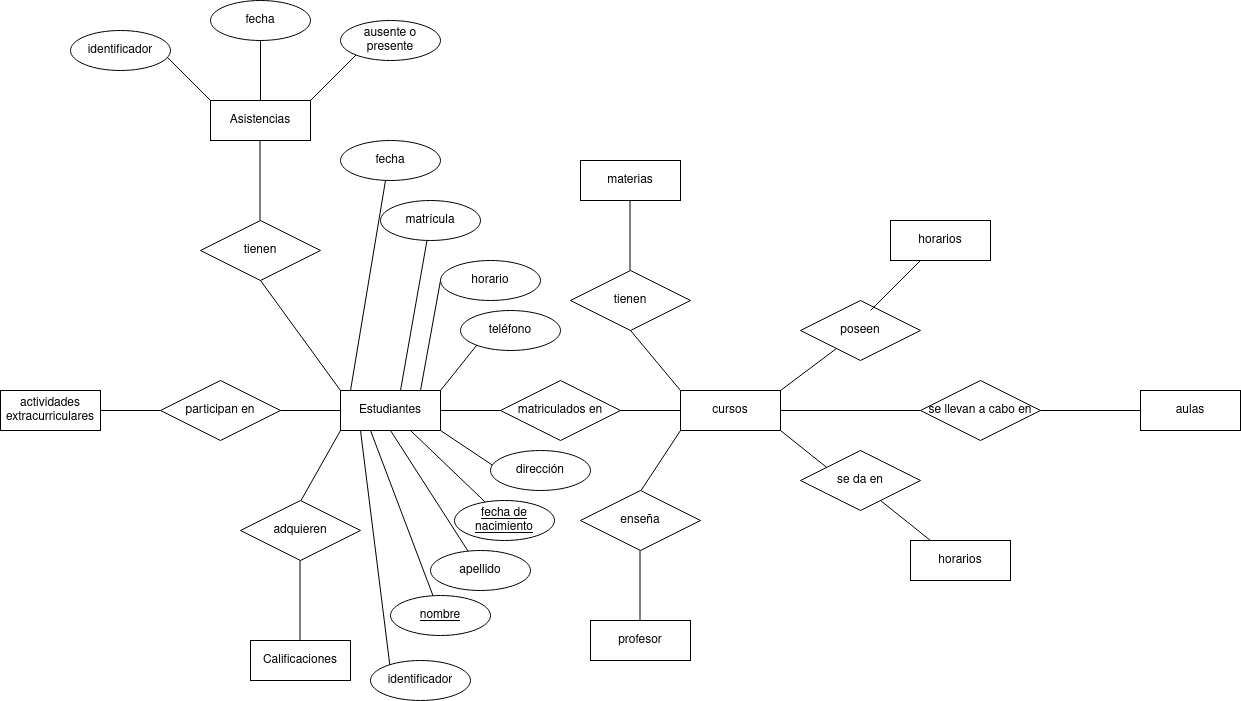 fecha
ausente o
presente
identificador
Asistencias
fecha
materias
matrícula
horarios
tienen
horario
tienen
teléfono
poseen
actividades
extracurriculares
participan en
Estudiantes
matriculados en
cursos
se llevan a cabo en
aulas
dirección
se da en
fecha de
nacimiento
enseña
adquieren
apellido
horarios
nombre
profesor
Calificaciones
identificador